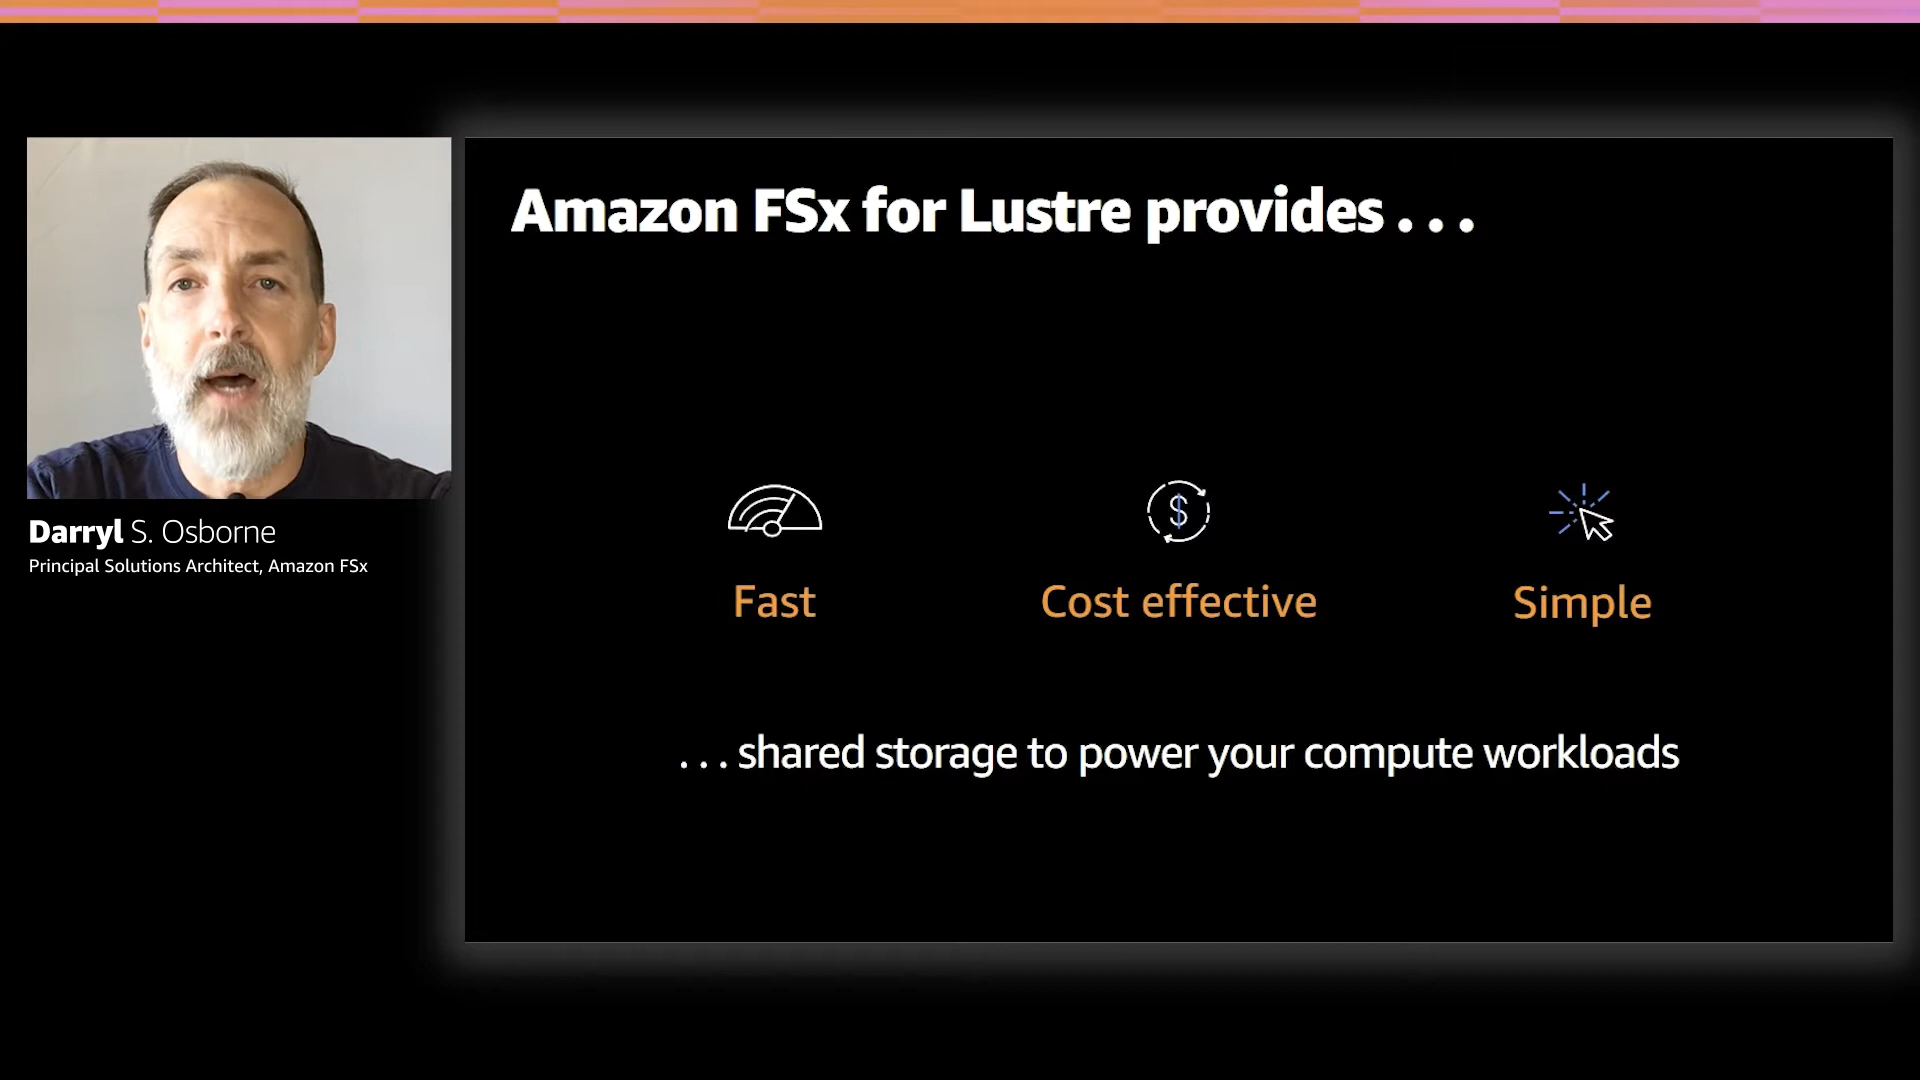 Amazon FSx for Lustre provides . . .
Fast
Cost effective
Simple
. . . shared storage to power your compute workloads
Darryl S. Osborne
Principal Solutions Architect, Amazon FSx